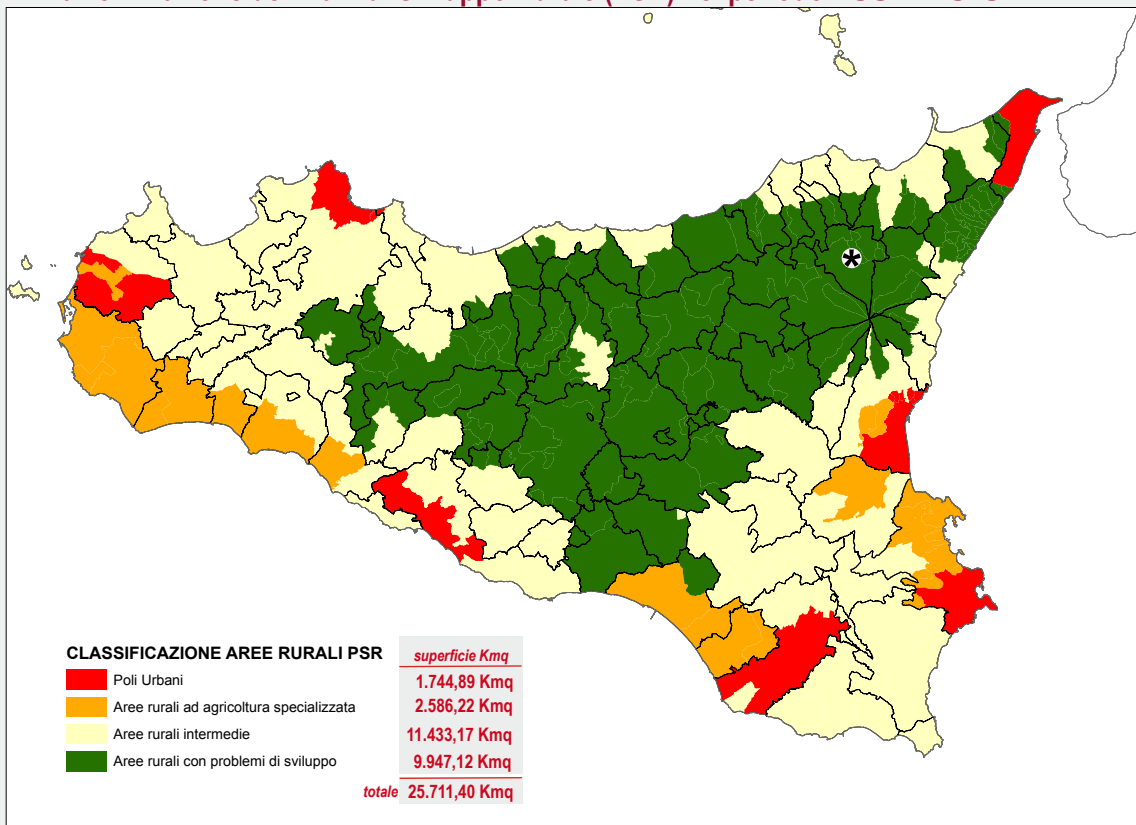 CLASSIFICAZIONE AREE RURALI PSR superficie Kmq
Poli Urbani 1.744,89 Kmq
Aree rurali ad agricoltura specializzata 2.586,22 Kmq
Aree rurali intermedie 11.433,17 Kmq
Aree rurali con problemi di sviluppo 9.947,12 Kmq
totale 25.711,40 Kmq
*